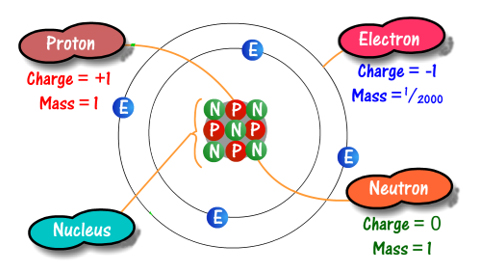 Proton
Charge = +1
Mass = 1
Electron
Charge = -1
Mass = 1/2000
E
E
E
E
N P N
P N P
N P N
Nucleus
Neutron
Charge = 0
Mass = 1